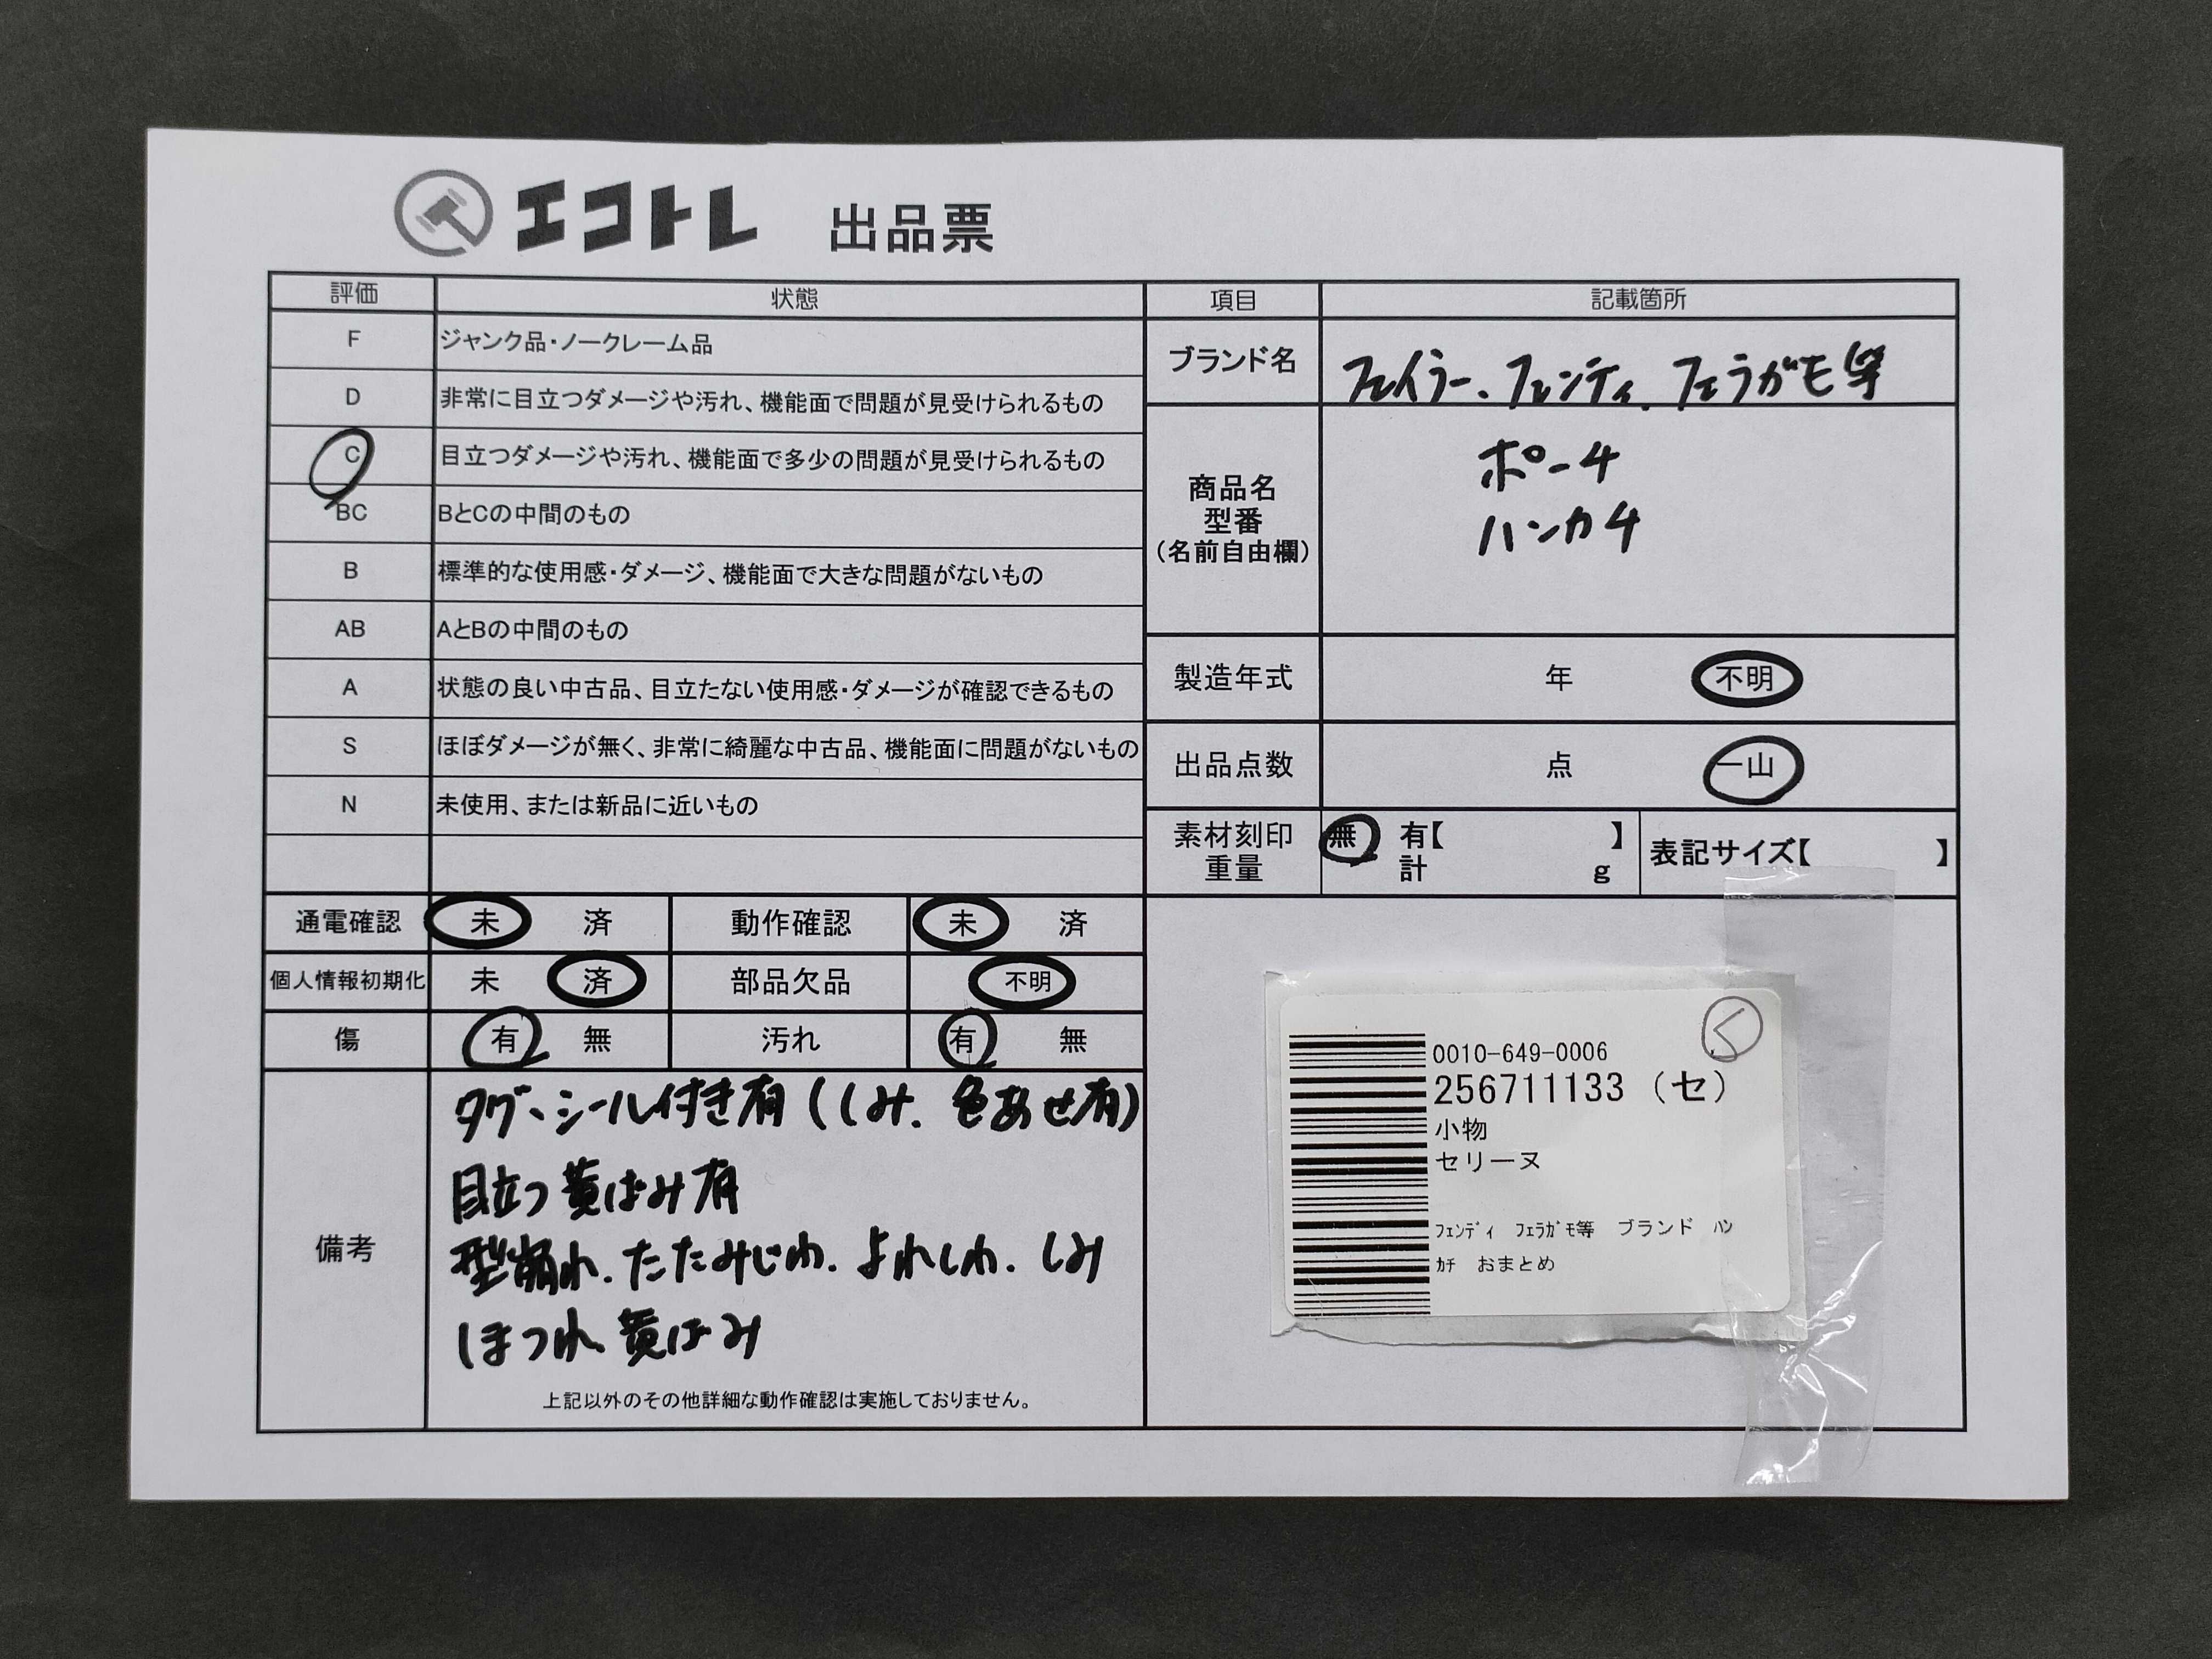 エコトレ 出品票
評価 状態
F ジャンク品・ノークレーム品
D 非常に目立つダメージや汚れ、機能面で問題が見受けられるもの
C 目立つダメージや汚れ、機能面で多少の問題が見受けられるもの
BC BとCの中間のもの
B 標準的な使用感・ダメージ、機能面で大きな問題がないもの
AB AとBの中間のもの
A 状態の良い中古品、目立たない使用感・ダメージが確認できるもの
S ほぼダメージが無く、非常に綺麗な中古品、機能面に問題がないもの
N 未使用、または新品に近いもの
通電確認 未 済 動作確認 未 済
個人情報初期化 未 済 部品欠品 不明
傷 有 無 汚れ 有 無
備考
タグ、シール付き有(しみ、色あせ有)
目立つ黄ばみ有
型崩れ、たたみじわ、よれしわ、しみ
ほつれ、黄ばみ
上記以外のその他詳細な動作確認は実施しておりません。
項目 記載箇所
ブランド名 フェイラー、フェンディ、フェラガモ等
商品名
型番
(名前自由欄)
ポーチ
ハンカチ
製造年式 年 不明
出品点数 点 一山
素材刻印 無 有【 】
重量 計 g
表記サイズ【 】
0010-649-0006
256711133 (セ)
小物
セリーヌ
ﾌｪﾝﾃﾞｨ ﾌｪﾗｶﾞﾓ等 ブランド ﾊﾝ
ｶﾁ おまとめ